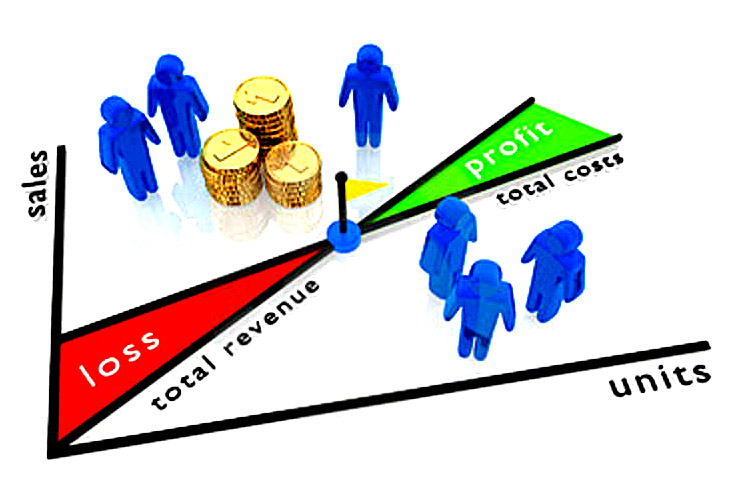 sales
profit
total costs
loss
total revenue
units